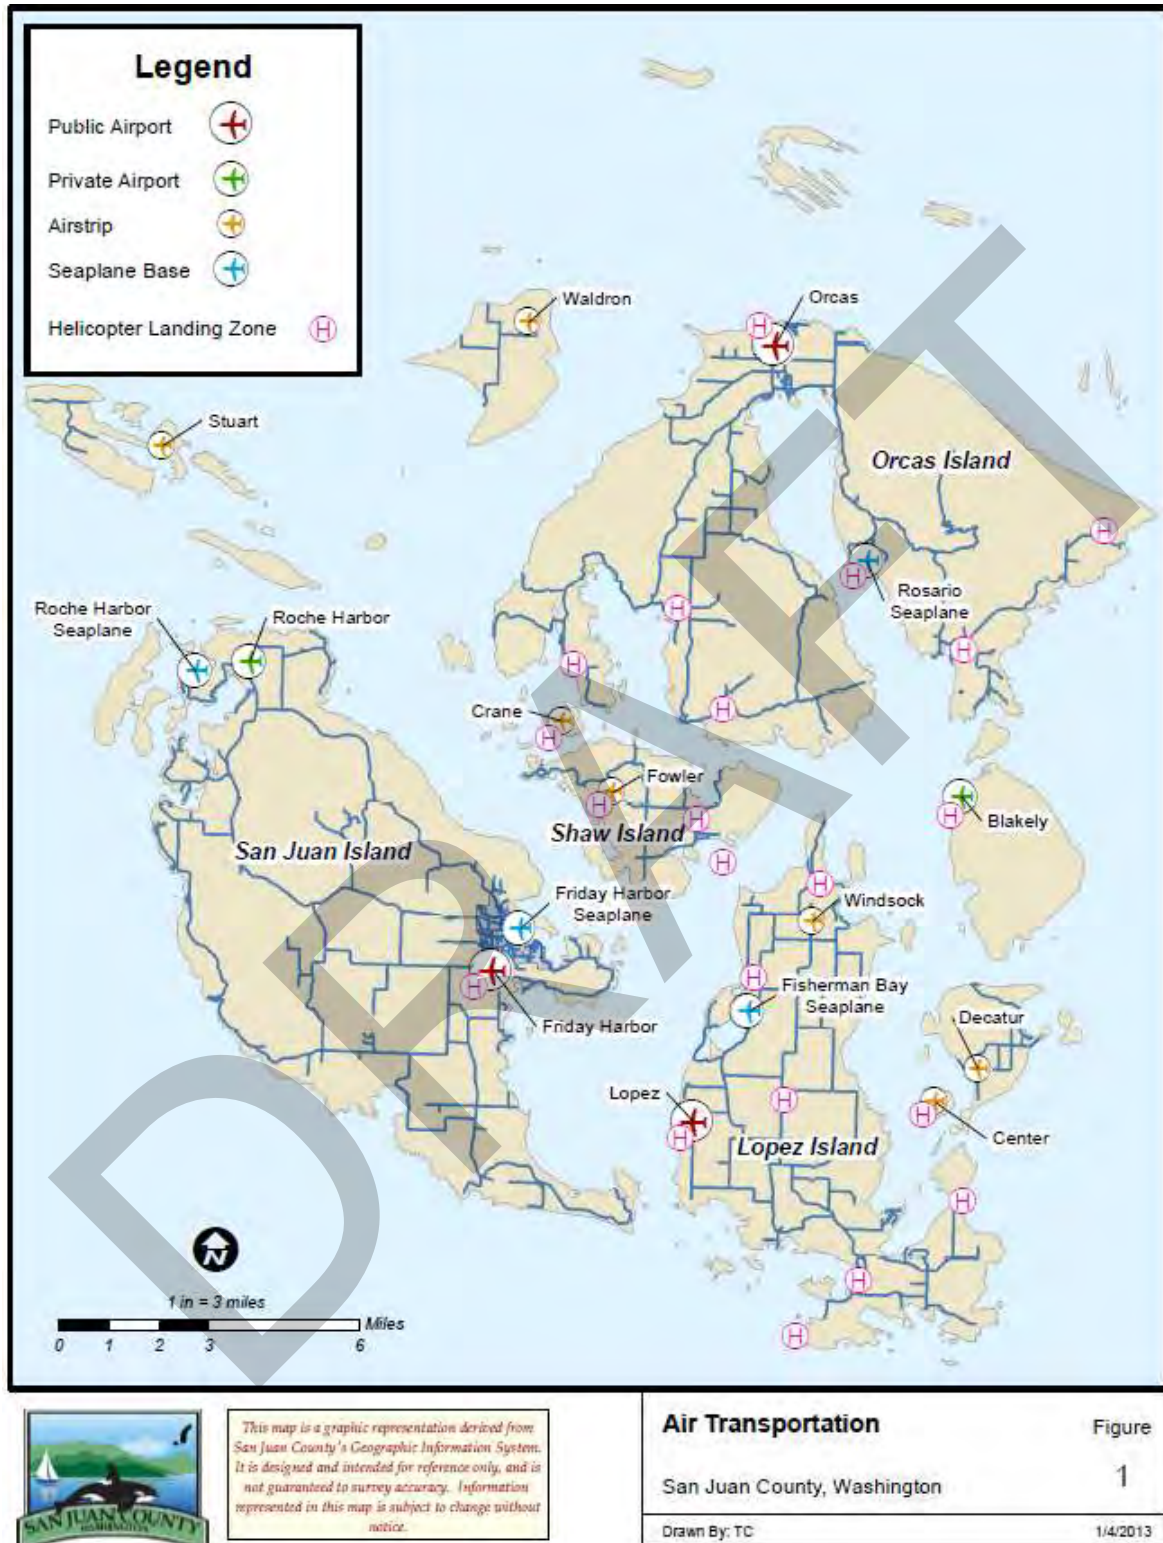 Legend
Public Airport
Private Airport
Airstrip
Seaplane Base
Helicopter Landing Zone H
Waldron
Orcas
Stuart
Orcas Island
Roche Harbor
Seaplane
Roche Harbor
Rosario
Seaplane
Crane
Fowler
Shaw Island
Blakely
San Juan Island
Friday Harbor
Seaplane
Windsock
Fisherman Bay
Seaplane
Decatur
Friday Harbor
Lopez
Center
Lopez Island
DRAFT
N
1 in = 3 miles
Miles
0 1 2 3 6
SAN JUAN COUNTY
WASHINGTON
This map is a graphic representation derived from
San Juan County's Geographic Information System.
It is designed and intended for reference only, and is
not guaranteed to survey accuracy. Information
represented in this map is subject to change without
notice.
Air Transportation
Figure
San Juan County, Washington
1
Drawn By: TC
1/4/2013